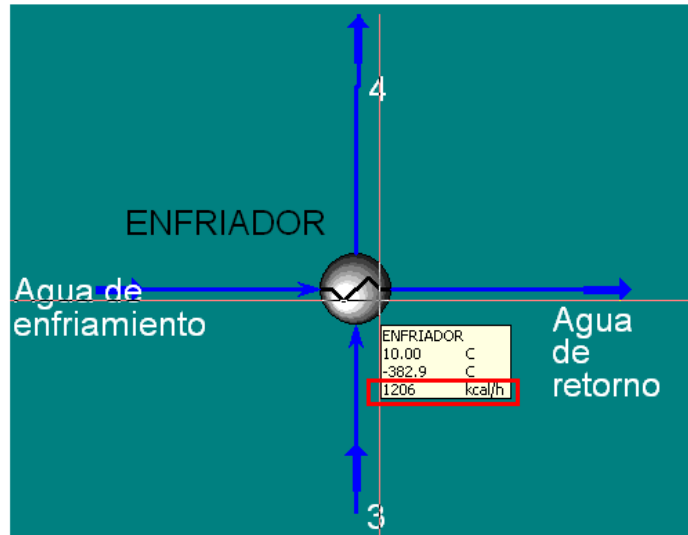 4
ENFRIADOR
Agua de
enfriamiento
ENFRIADOR
10.00 C
-382.9 C
1206 kcal/h
Agua
de
retorno
3